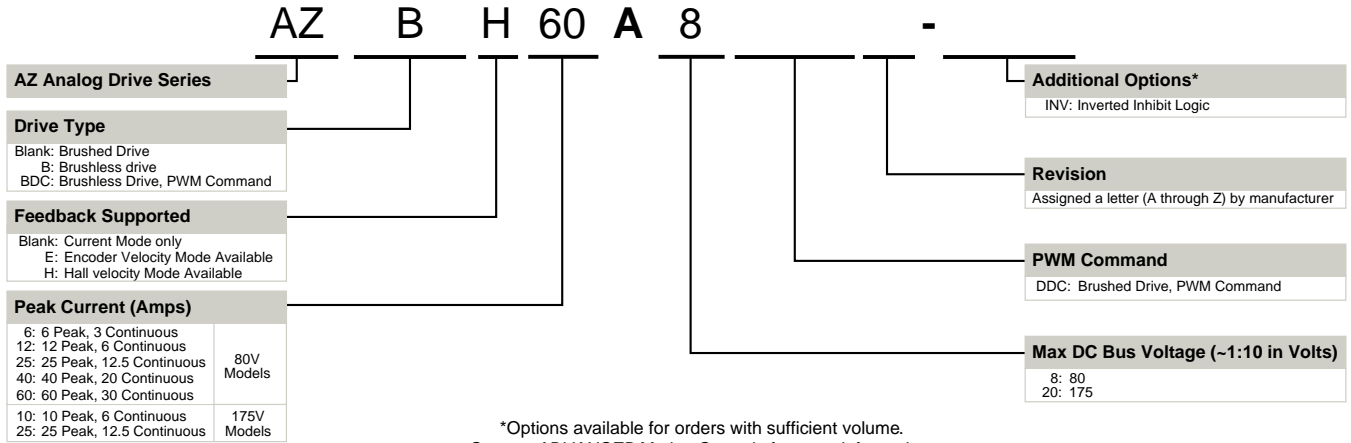 AZ B H 60 A 8 -
AZ Analog Drive Series
Drive Type
Blank: Brushed Drive
B: Brushless drive
BDC: Brushless Drive, PWM Command
Feedback Supported
Blank: Current Mode only
E: Encoder Velocity Mode Available
H: Hall velocity Mode Available
Peak Current (Amps)
6: 6 Peak, 3 Continuous
12: 12 Peak, 6 Continuous
25: 25 Peak, 12.5 Continuous
40: 40 Peak, 20 Continuous
60: 60 Peak, 30 Continuous
80V
Models
10: 10 Peak, 6 Continuous
25: 25 Peak, 12.5 Continuous
175V
Models
Additional Options*
INV: Inverted Inhibit Logic
Revision
Assigned a letter (A through Z) by manufacturer
PWM Command
DDC: Brushed Drive, PWM Command
Max DC Bus Voltage (~1:10 in Volts)
8: 80
20: 175
*Options available for orders with sufficient volume.